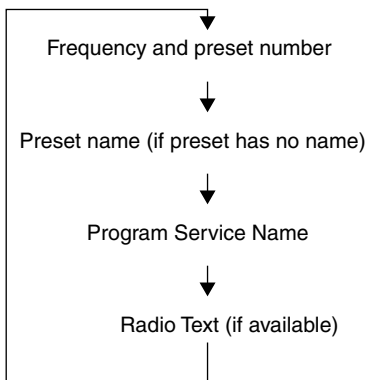 Frequency and preset number
Preset name (if preset has no name)
Program Service Name
Radio Text (if available)